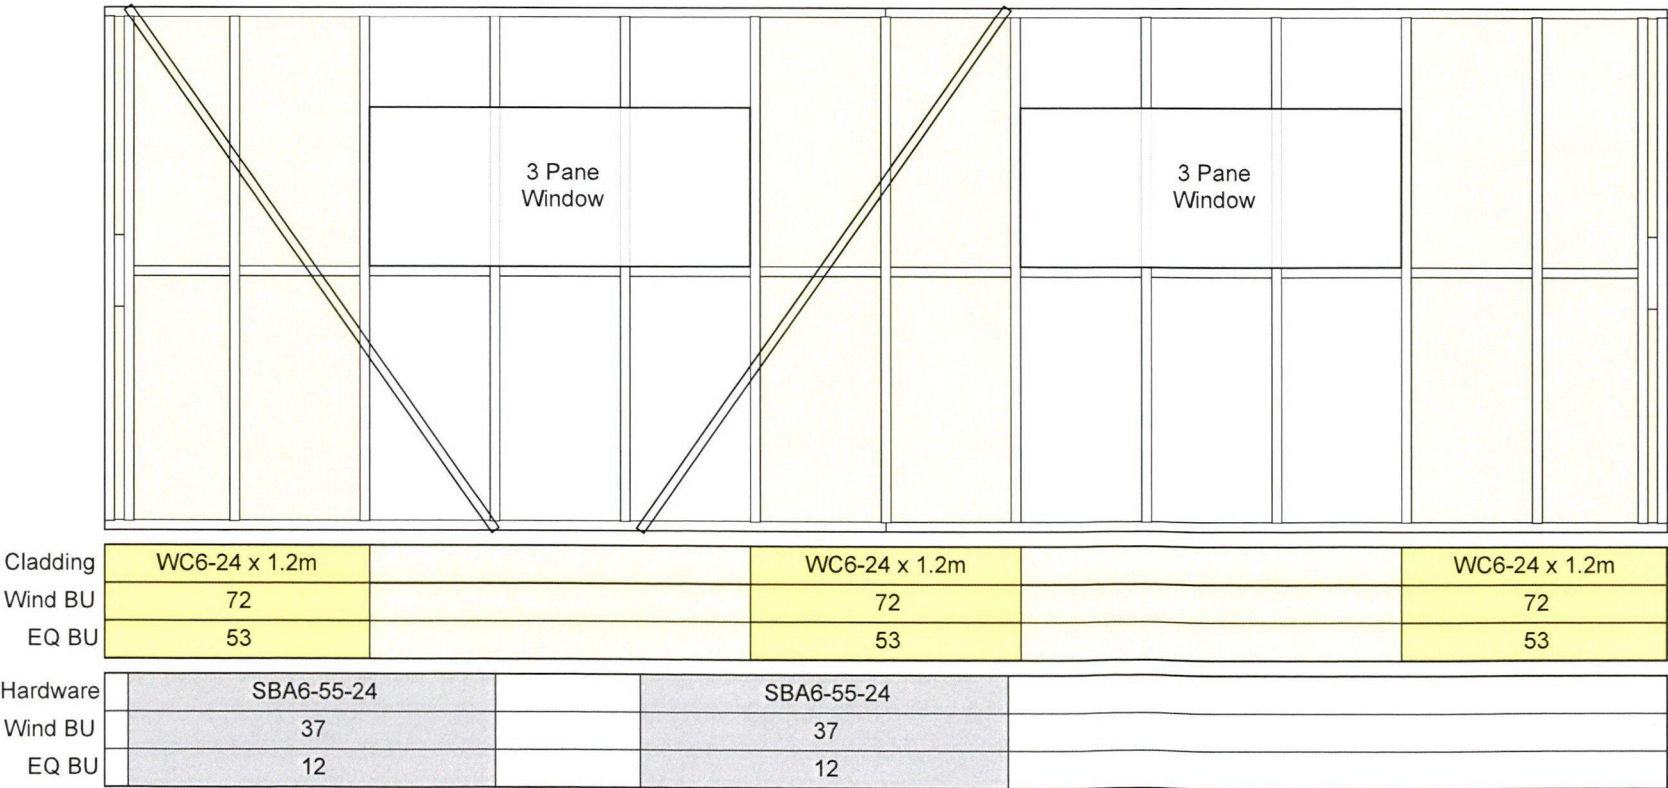 3 Pane
Window
3 Pane
Window
Cladding WC6-24 x 1.2m WC6-24 x 1.2m WC6-24 x 1.2m
Wind BU 72 72 72
EQ BU 53 53 53
Hardware SBA6-55-24 SBA6-55-24
Wind BU 37 37
EQ BU 12 12